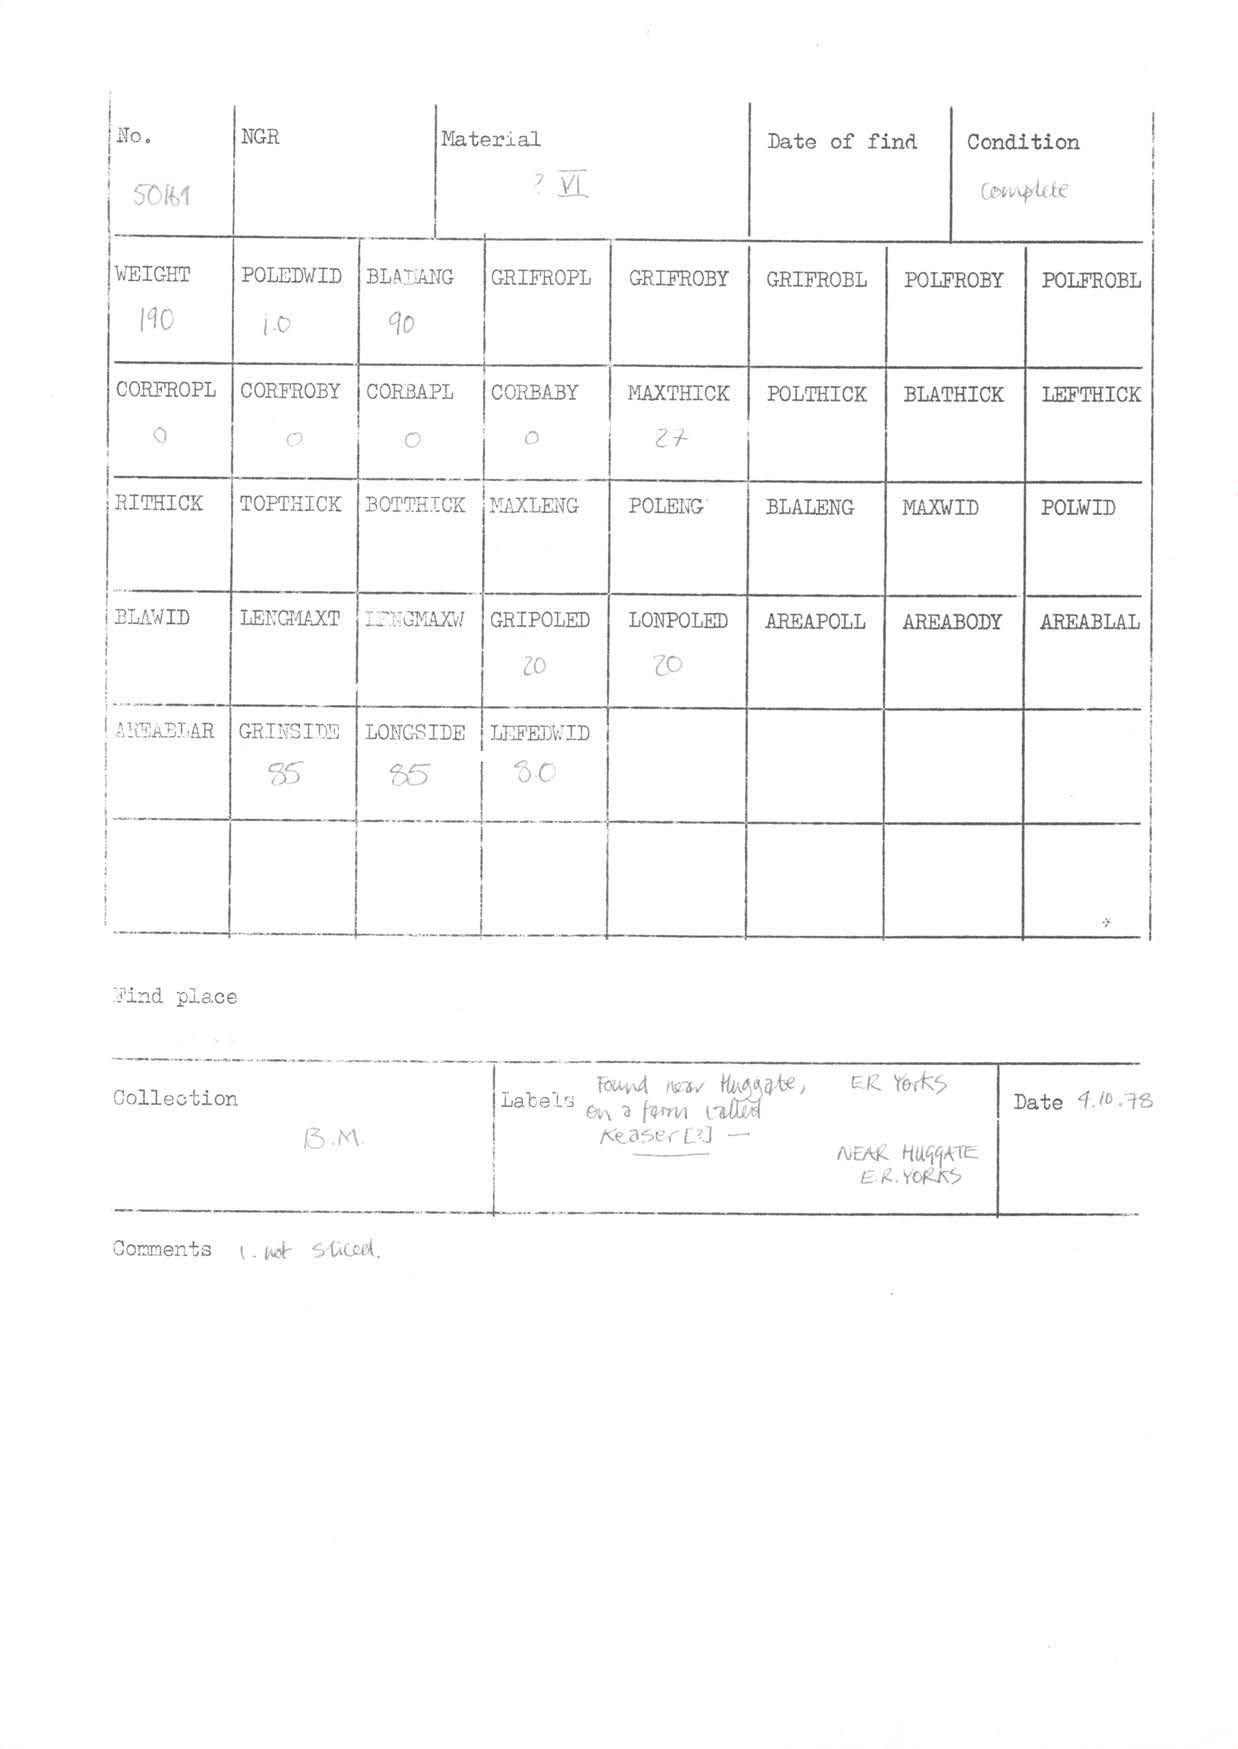 No. NGR Material Date of find Condition
? VI complete
WEIGHT POLEDWID BLADANG GRIFROPL GRIFROBY GRIFROBL POLFROBY POLFROBL
190 1.0 90
CORFROPL CORFROBY CORBAPL CORBABY MAXTHICK POLTHICK BLATHICK LEFTHICK
0 0 0 0 27
RITHICK TOPTHICK BOTTHICK MAXLENG POLENG BLALENG MAXWID POLWID
BLAWID LENGMAXT LENGMAXW GRIPOLED LONPOLED AREAPOLL AREABODY AREABLAL
20 20
AREABLAR GRINSIDE LONGSIDE LEFEDWID
85 85 8.0
Find place
Collection
B.M.
Labels Found near Huggate, ER Yorks
on a farm called
Keaser [?] —
NEAR HUGGATE
E.R. YORKS
Date 4.10.78
Comments 1. not sliced.